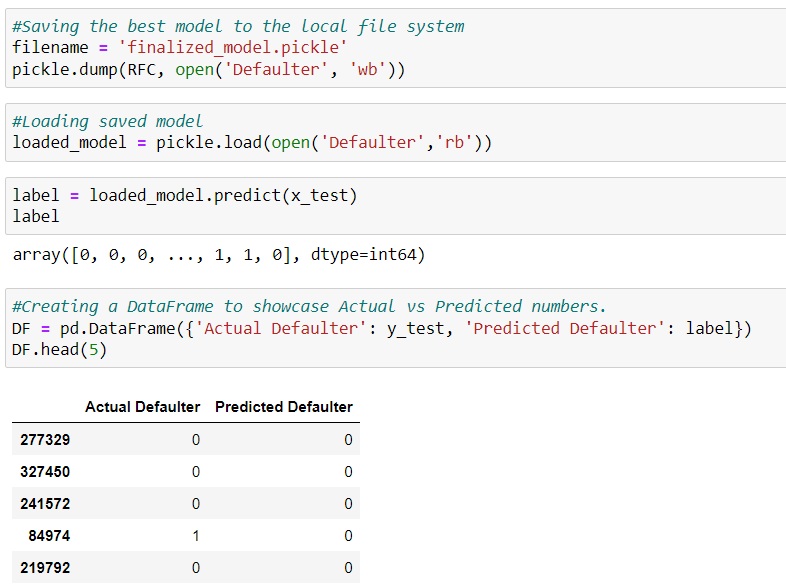 #Saving the best model to the local file system
filename = 'finalized_model.pickle'
pickle.dump(RFC, open('Defaulter', 'wb'))
#Loading saved model
loaded_model = pickle.load(open('Defaulter','rb'))
label = loaded_model.predict(x_test)
label
array([0, 0, 0, ..., 1, 1, 0], dtype=int64)
#Creating a DataFrame to showcase Actual vs Predicted numbers.
DF = pd.DataFrame({'Actual Defaulter': y_test, 'Predicted Defaulter': label})
DF.head(5)
Actual Defaulter Predicted Defaulter
277329 0 0
327450 0 0
241572 0 0
84974 1 0
219792 0 0